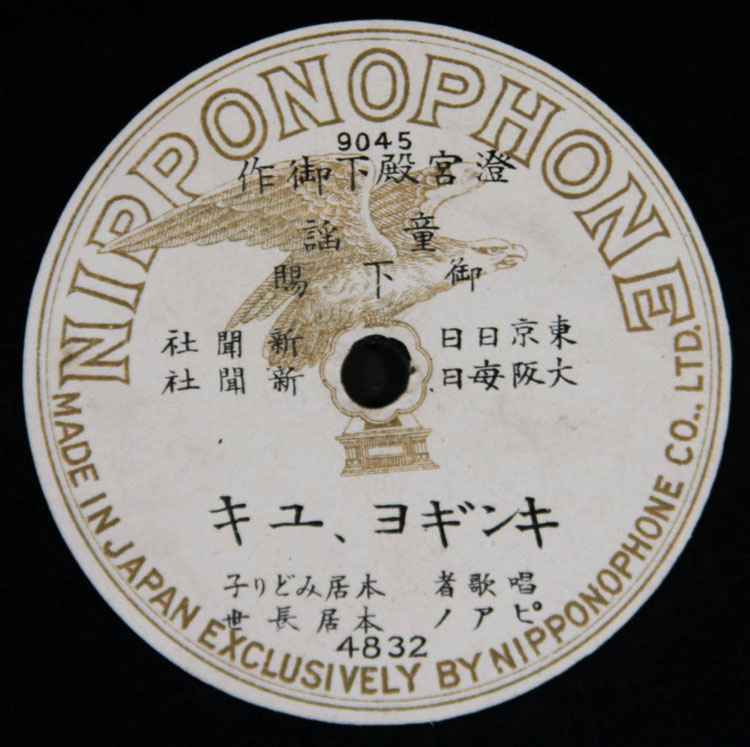 NIPPONOPHONE
9045
澄宮殿下御作
童謡
御下賜
東京日日新聞社
大阪每日新聞社
キンギヨ、ユキ
唱歌者 本居みどり子
ピアノ 本居長世
4832
MADE IN JAPAN EXCLUSIVELY BY NIPPONOPHONE CO., LTD.